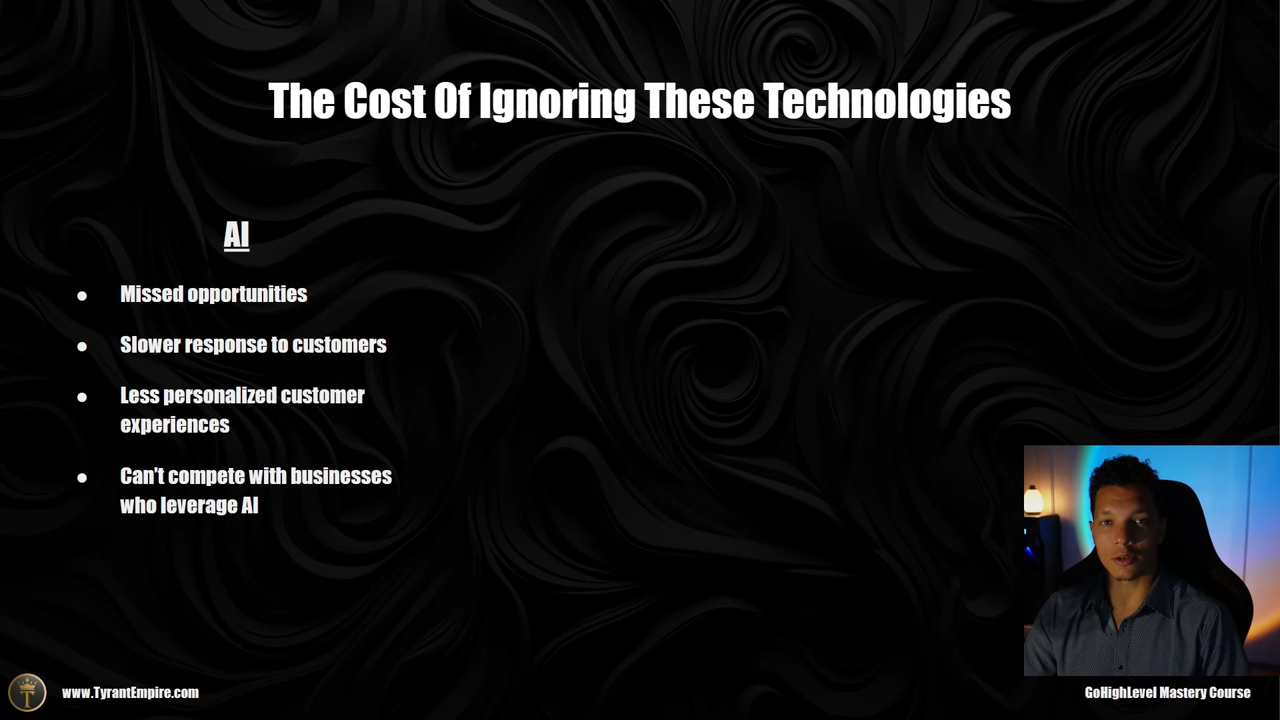 The Cost Of Ignoring These Technologies
AI
● Missed opportunities
● Slower response to customers
● Less personalized customer
experiences
● Can't compete with businesses
who leverage AI
T
www.TyrantEmpire.com
GoHighLevel Mastery Course